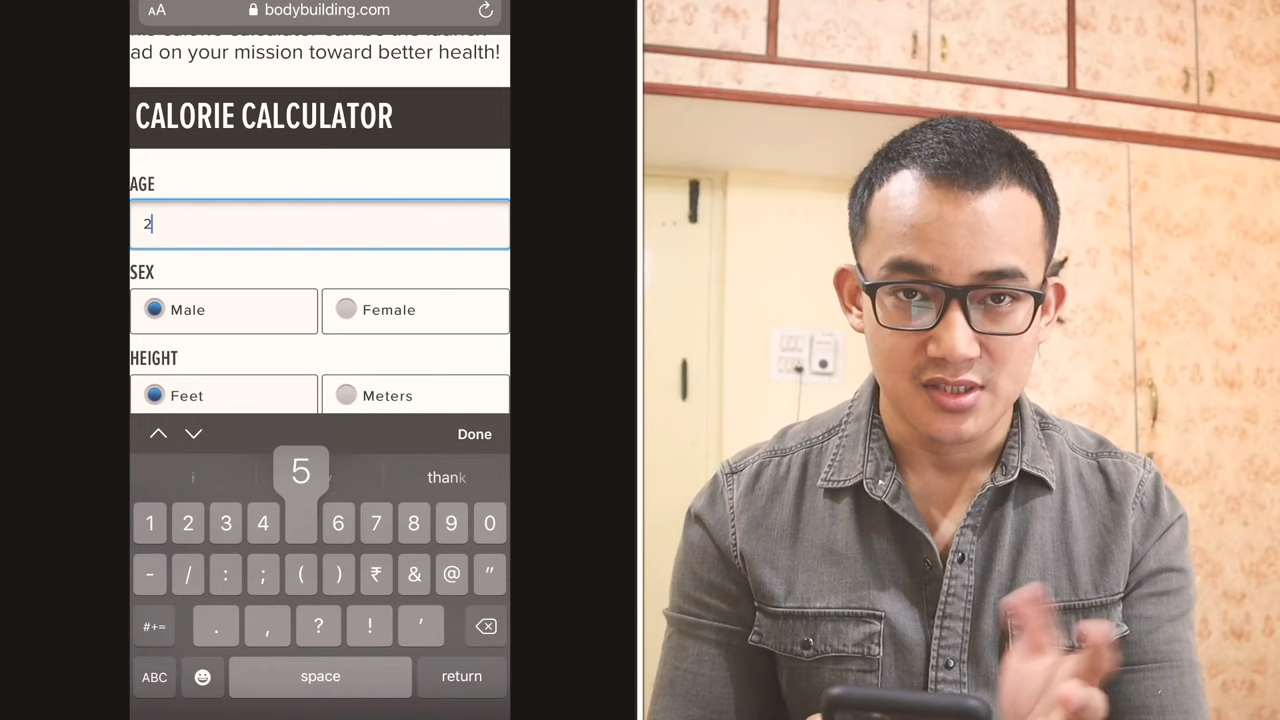 AA bodybuilding.com
ad on your mission toward better health!
CALORIE CALCULATOR
AGE
2
SEX
Male Female
HEIGHT
Feet Meters
Done
i thank
5
1 2 3 4 6 7 8 9 0
- / : ; ( ) ₹ & @ "
#+= . , ? ! '
ABC space return